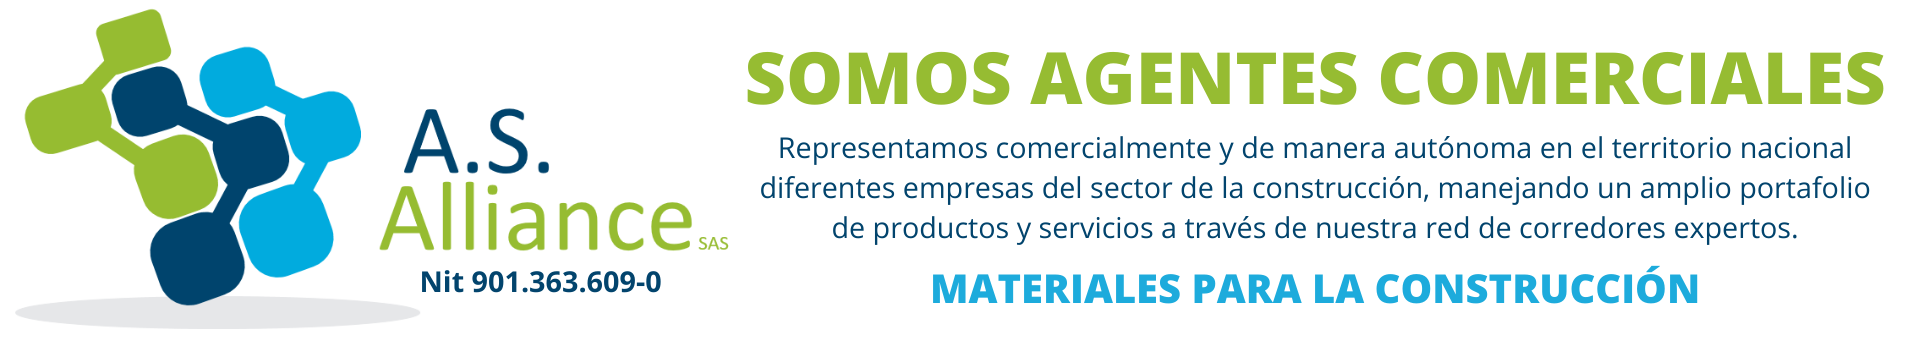 A.S.
Alliance SAS
Nit 901.363.609-0
SOMOS AGENTES COMERCIALES
Representamos comercialmente y de manera autónoma en el territorio nacional
diferentes empresas del sector de la construcción, manejando un amplio portafolio
de productos y servicios a través de nuestra red de corredores expertos.
MATERIALES PARA LA CONSTRUCCIÓN